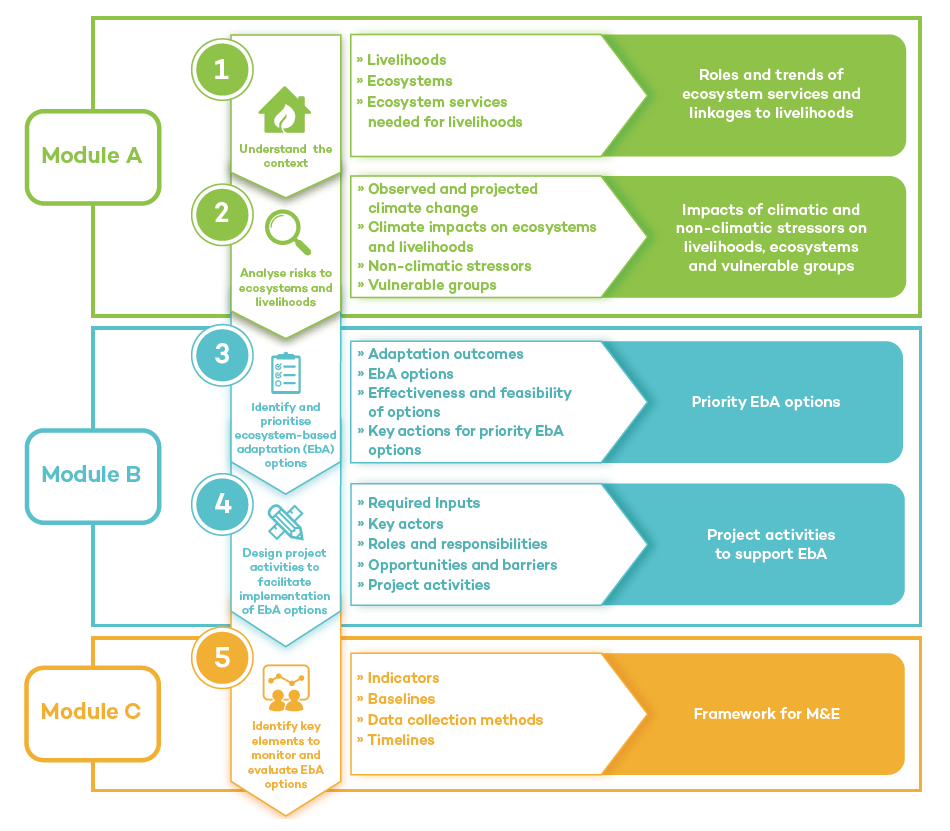 Module A
1
Understand the
context
» Livelihoods
» Ecosystems
» Ecosystem services
needed for livelihoods
Roles and trends of
ecosystem services and
linkages to livelihoods
2
Analyse risks to
ecosystems and
livelihoods
» Observed and projected
climate change
» Climate impacts on ecosystems
and livelihoods
» Non-climatic stressors
» Vulnerable groups
Impacts of climatic and
non-climatic stressors on
livelihoods, ecosystems
and vulnerable groups
Module B
3
Identify and
prioritise
ecosystem-based
adaptation (EbA)
options
» Adaptation outcomes
» EbA options
» Effectiveness and feasibility
of options
» Key actions for priority EbA
options
Priority EbA options
4
Design project
activities to
facilitate
implementation
of EbA options
» Required Inputs
» Key actors
» Roles and responsibilities
» Opportunities and barriers
» Project activities
Project activities
to support EbA
Module C
5
Identify key
elements to
monitor and
evaluate EbA
options
» Indicators
» Baselines
» Data collection methods
» Timelines
Framework for M&E